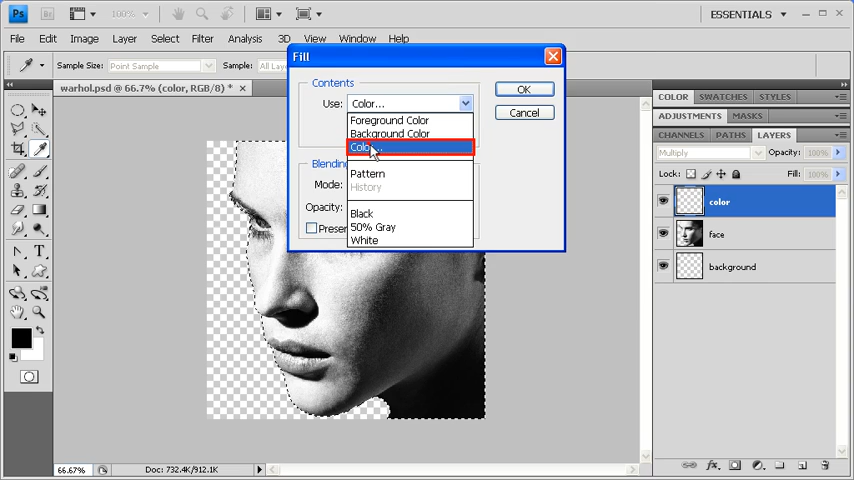 Ps
Br
ESSENTIALS
File Edit Image Layer Select Filter Analysis 3D View Window Help
Sample Size: Point Sample Sample: All Lay
warhol.psd @ 66.7% (color, RGB/8) *
Fill
Contents
Use: Color...
OK
Cancel
Foreground Color
Background Color
Color...
Pattern
History
Black
50% Gray
White
Blending
Mode:
Opacity:
Preser
COLOR SWATCHES STYLES
ADJUSTMENTS MASKS
CHANNELS PATHS LAYERS
Multiply Opacity: 100%
Lock: Fill: 100%
color
face
background
66.67% Doc: 732.4K/912.1K